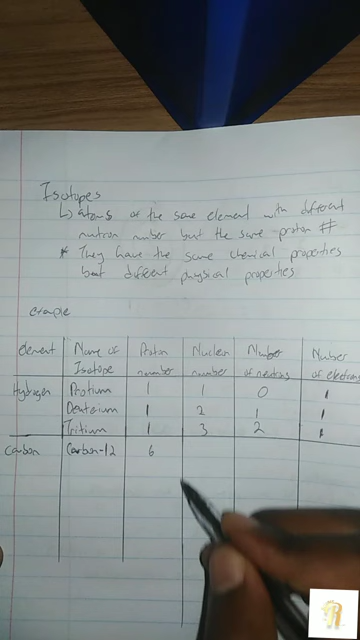 Isotopes
↳ atoms of the same element with different
nutron number but the same proton #
* They have the same chemical properties
but different physical properties
example
Element Name of Isotope Proton number Nucleon number Number of neutrons Number of electrons
Hydrogen Protium 1 1 0 1
Deuterium 1 2 1 1
Tritium 1 3 2 1
Carbon Carbon-12 6